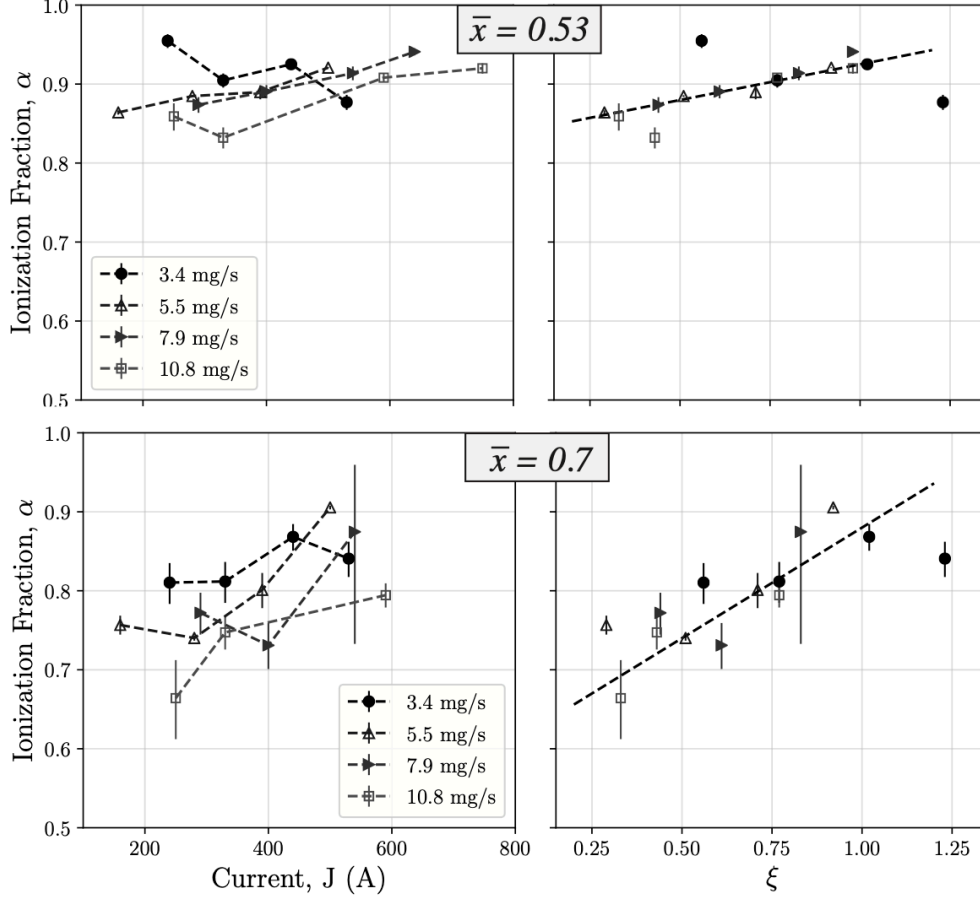 x̄ = 0.53
1.0
0.9
0.8
0.7
0.6
0.5
Ionization Fraction, α
3.4 mg/s
5.5 mg/s
7.9 mg/s
10.8 mg/s
x̄ = 0.7
1.0
0.9
0.8
0.7
0.6
0.5
Ionization Fraction, α
3.4 mg/s
5.5 mg/s
7.9 mg/s
10.8 mg/s
200 400 600 800
0.25 0.50 0.75 1.00 1.25
Current, J (A)
ξ